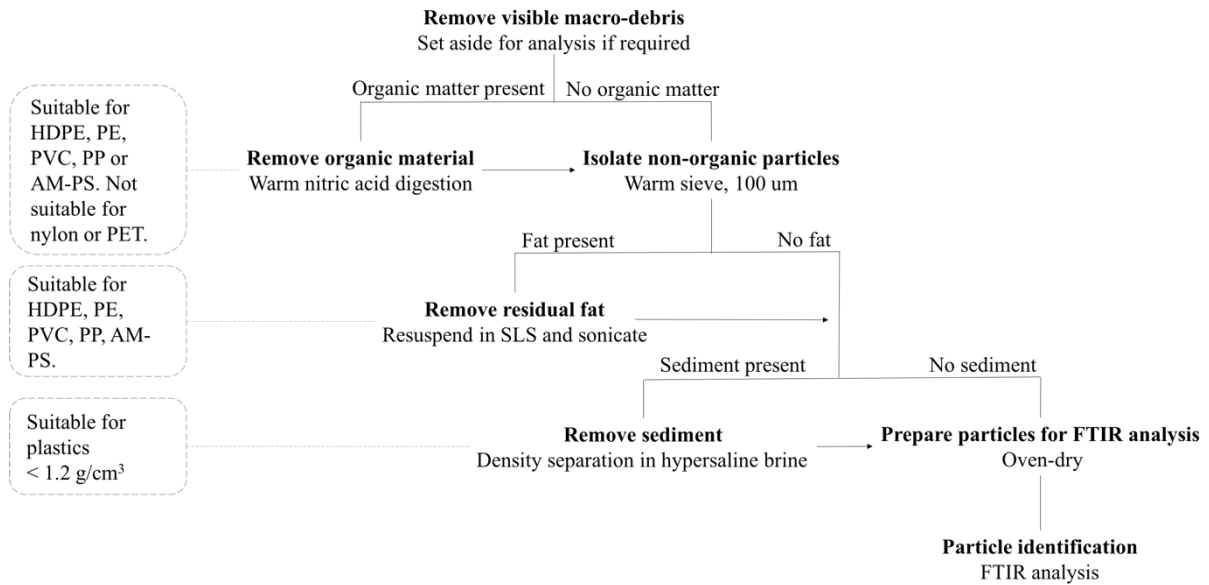 Remove visible macro-debris
Set aside for analysis if required
Organic matter present
No organic matter
Suitable for
HDPE, PE,
PVC, PP or
AM-PS. Not
suitable for
nylon or PET.
Remove organic material
Warm nitric acid digestion
Isolate non-organic particles
Warm sieve, 100 um
Fat present
No fat
Suitable for
HDPE, PE,
PVC, PP, AM-
PS.
Remove residual fat
Resuspend in SLS and sonicate
Sediment present
No sediment
Suitable for
plastics
< 1.2 g/cm³
Remove sediment
Density separation in hypersaline brine
Prepare particles for FTIR analysis
Oven-dry
Particle identification
FTIR analysis